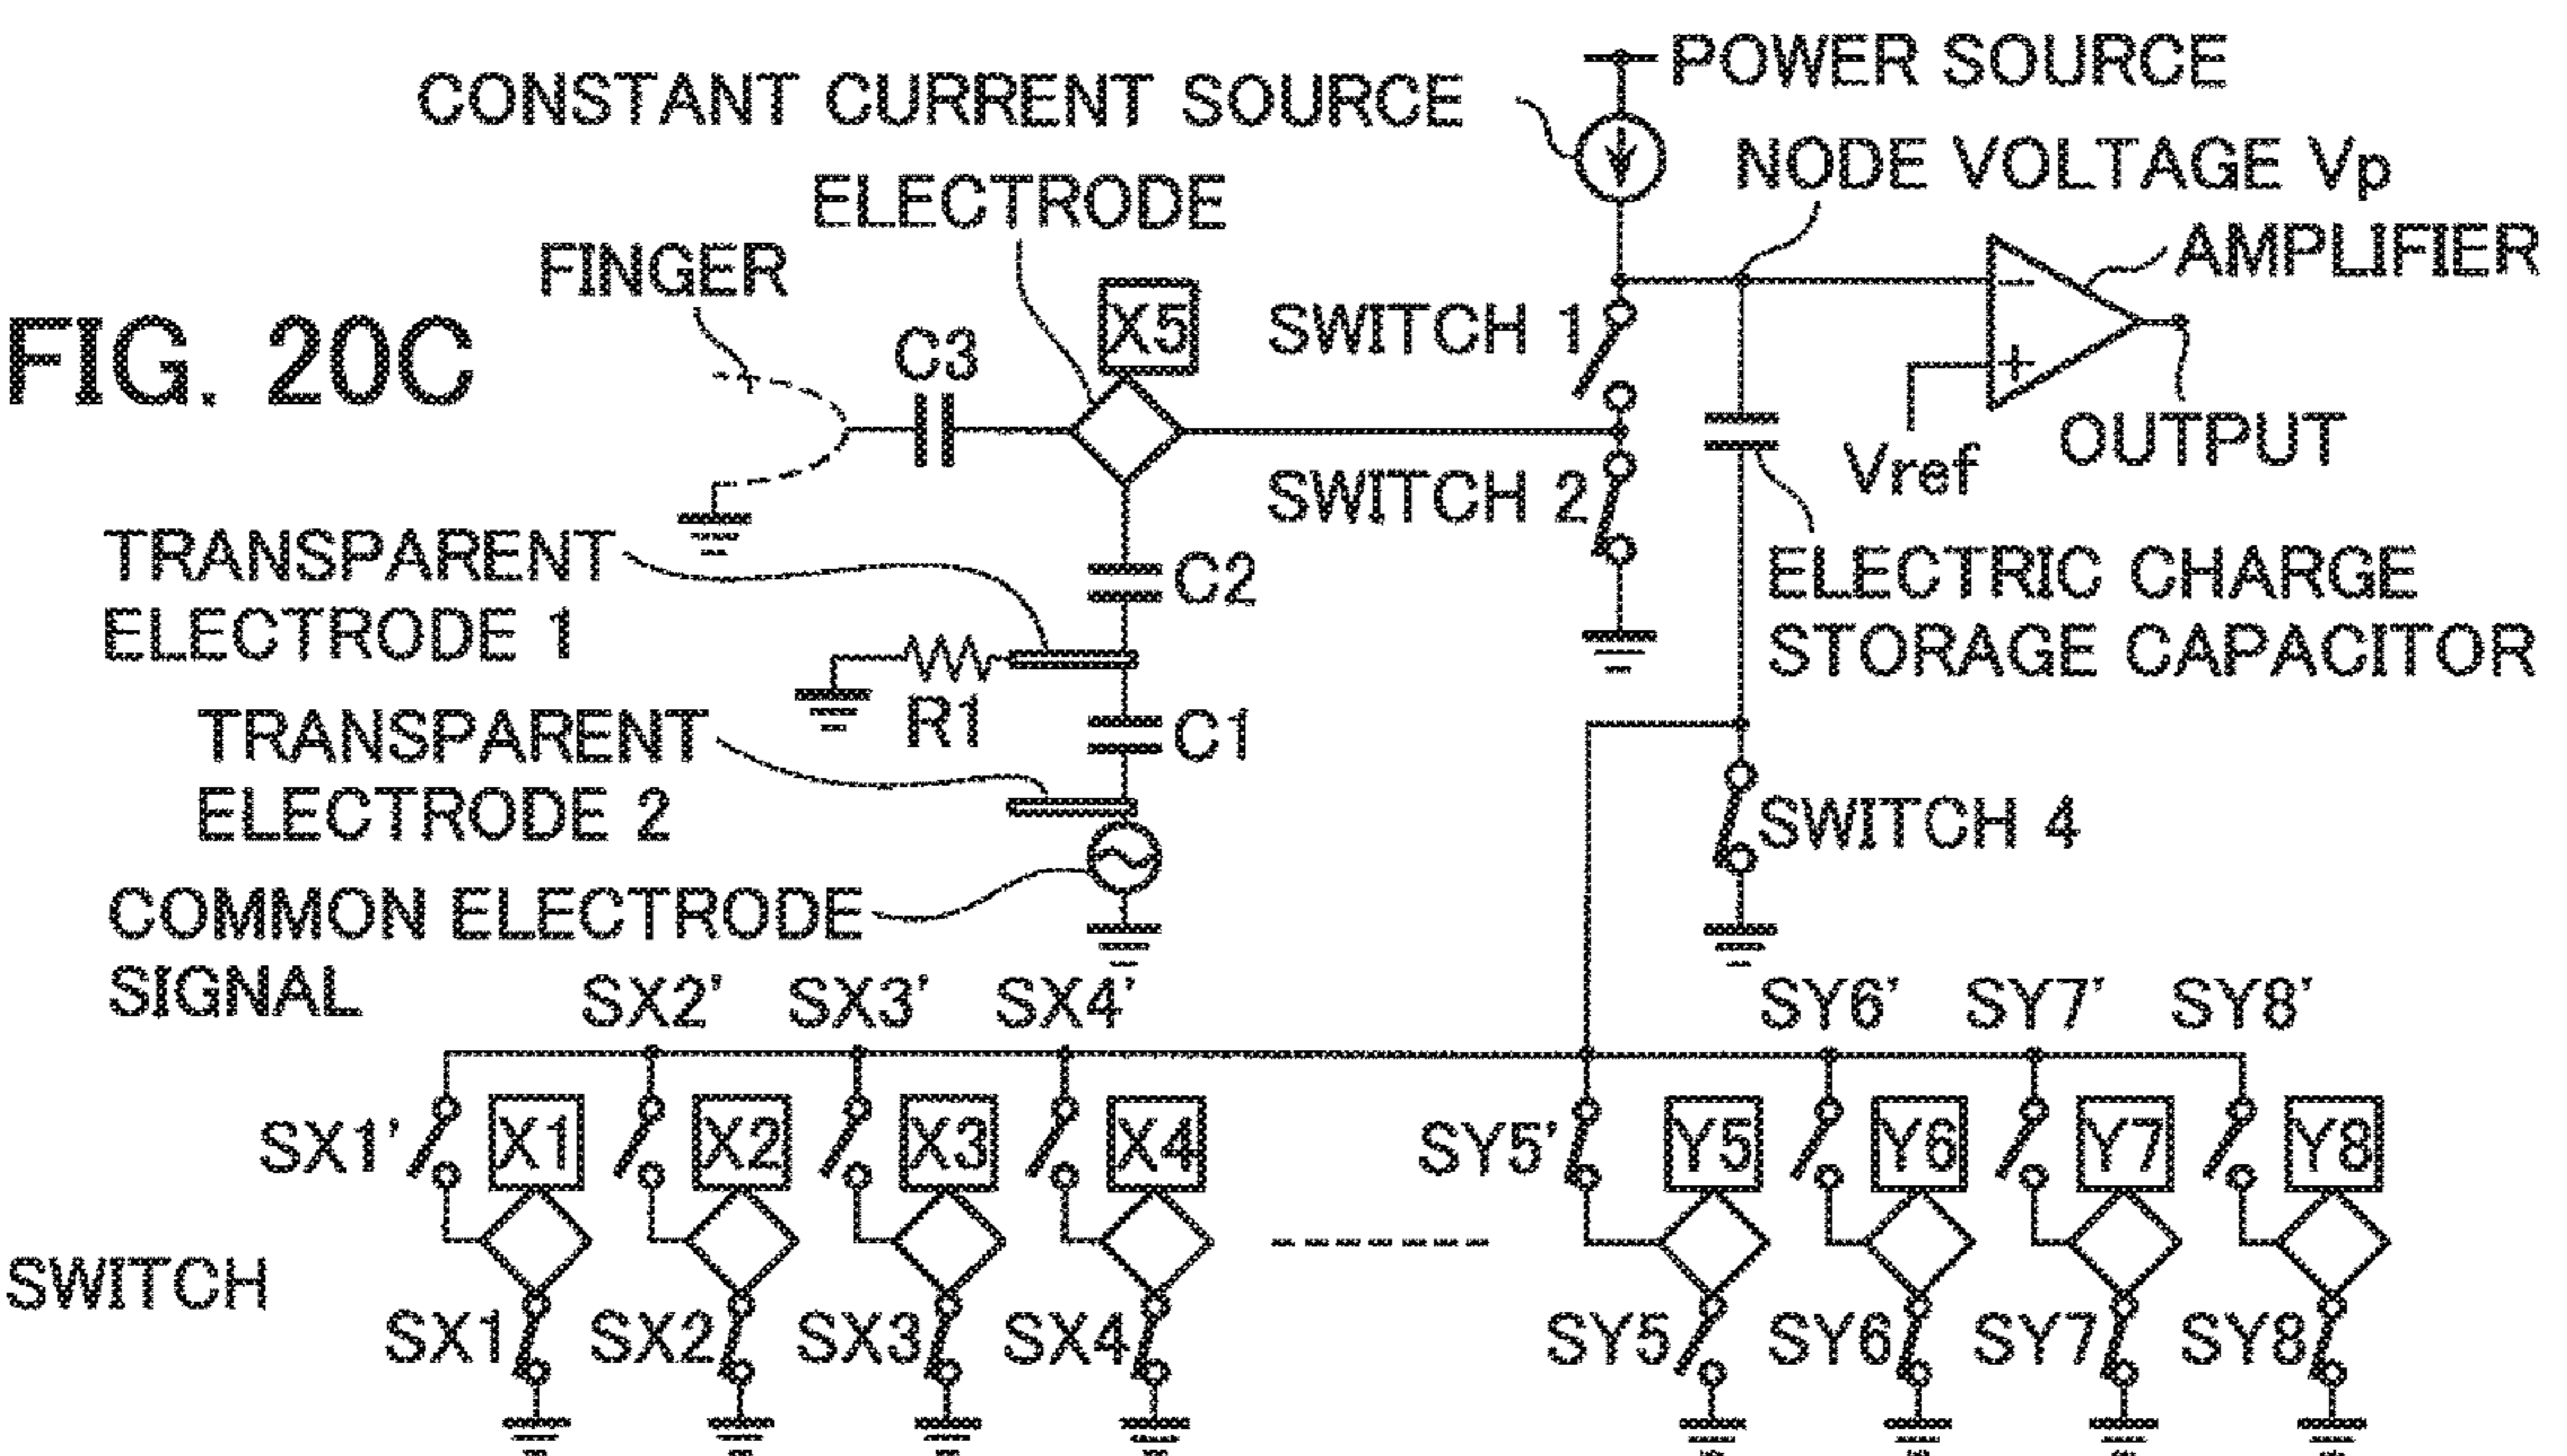 FIG. 20C
CONSTANT CURRENT SOURCE
POWER SOURCE
NODE VOLTAGE Vp
ELECTRODE
AMPLIFIER
FINGER
X5
C3
SWITCH 1
-
+
Vref
OUTPUT
SWITCH 2
TRANSPARENT
ELECTRODE 1
C2
ELECTRIC CHARGE
STORAGE CAPACITOR
R1
TRANSPARENT
ELECTRODE 2
C1
SWITCH 4
COMMON ELECTRODE
SIGNAL
SX2' SX3' SX4' SY6' SY7' SY8'
SX1' X1 X2 X3 X4 SY5' Y5 Y6 Y7 Y8
SWITCH
SX1 SX2 SX3 SX4 SY5 SY6 SY7 SY8